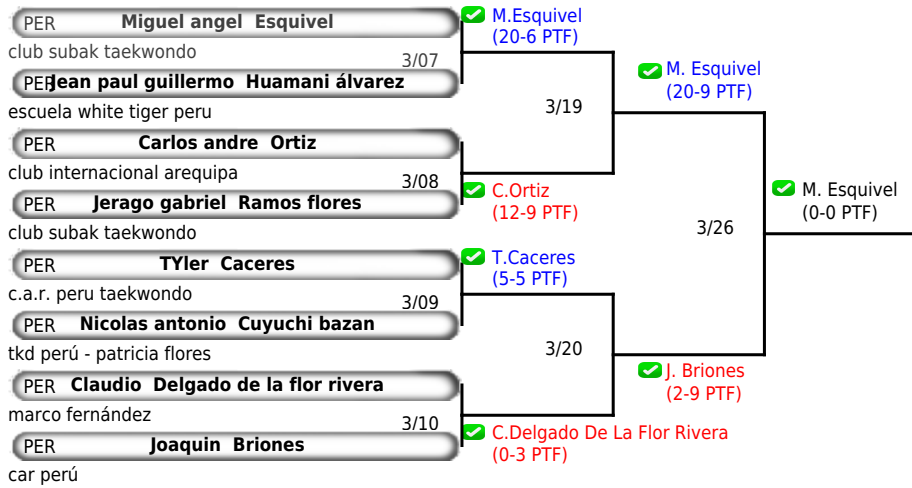 PER Miguel angel Esquivel
club subak taekwondo
3/07
PER Jean paul guillermo Huamani álvarez
escuela white tiger peru
PER Carlos andre Ortiz
club internacional arequipa
3/08
PER Jerago gabriel Ramos flores
club subak taekwondo
PER TYler Caceres
c.a.r. peru taekwondo
3/09
PER Nicolas antonio Cuyuchi bazan
tkd perú - patricia flores
PER Claudio Delgado de la flor rivera
marco fernández
3/10
PER Joaquin Briones
car perú
M.Esquivel
(20-6 PTF)
3/19
C.Ortiz
(12-9 PTF)
T.Caceres
(5-5 PTF)
3/20
C.Delgado De La Flor Rivera
(0-3 PTF)
M. Esquivel
(20-9 PTF)
3/26
J. Briones
(2-9 PTF)
M. Esquivel
(0-0 PTF)